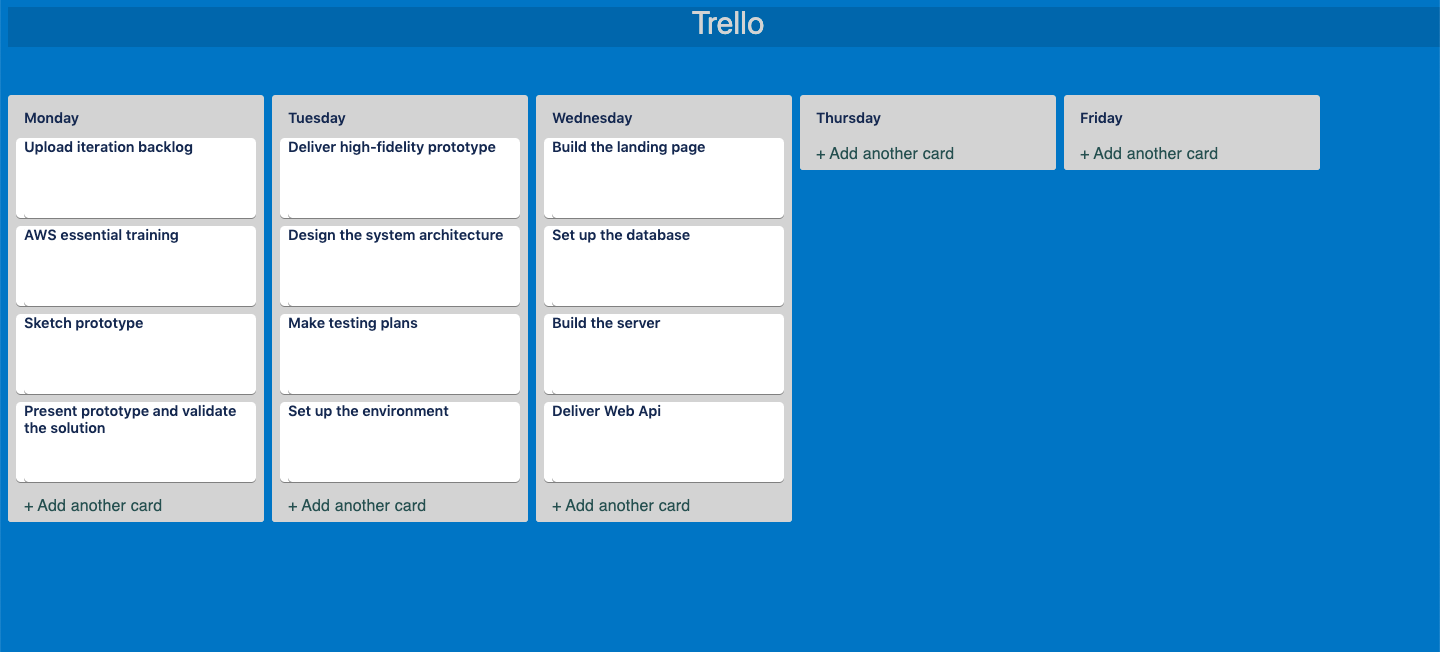 Trello
Monday
Upload iteration backlog
AWS essential training
Sketch prototype
Present prototype and validate
the solution
+ Add another card
Tuesday
Deliver high-fidelity prototype
Design the system architecture
Make testing plans
Set up the environment
+ Add another card
Wednesday
Build the landing page
Set up the database
Build the server
Deliver Web Api
+ Add another card
Thursday
+ Add another card
Friday
+ Add another card